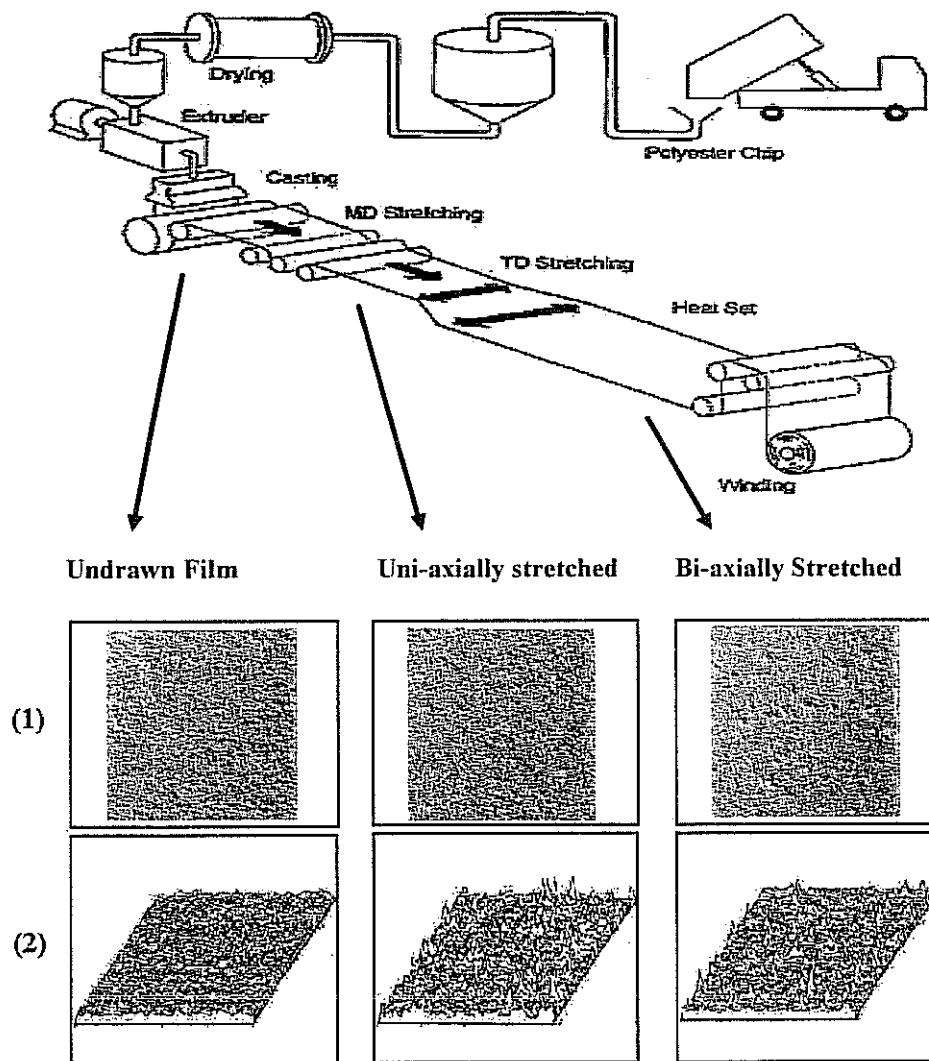 Drying
Extruder
Polyester Chip
Casting
MD Stretching
TD Stretching
Heat Set
Winding
Undrawn Film
Uni-axially stretched
Bi-axially Stretched
(1)
(2)